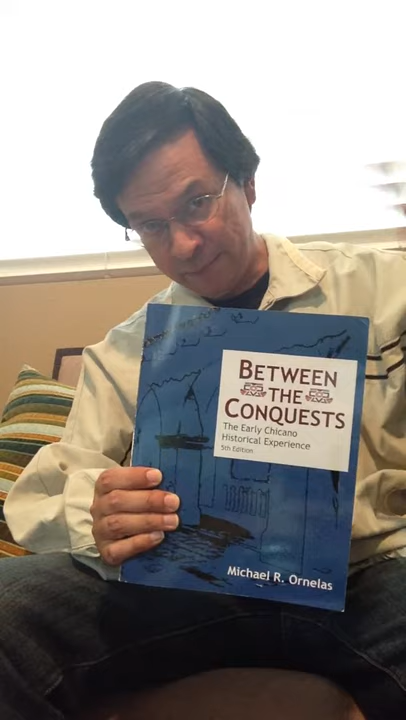 BETWEEN
THE
CONQUESTS
The Early Chicano
Historical Experience
5th Edition
Michael R. Ornelas